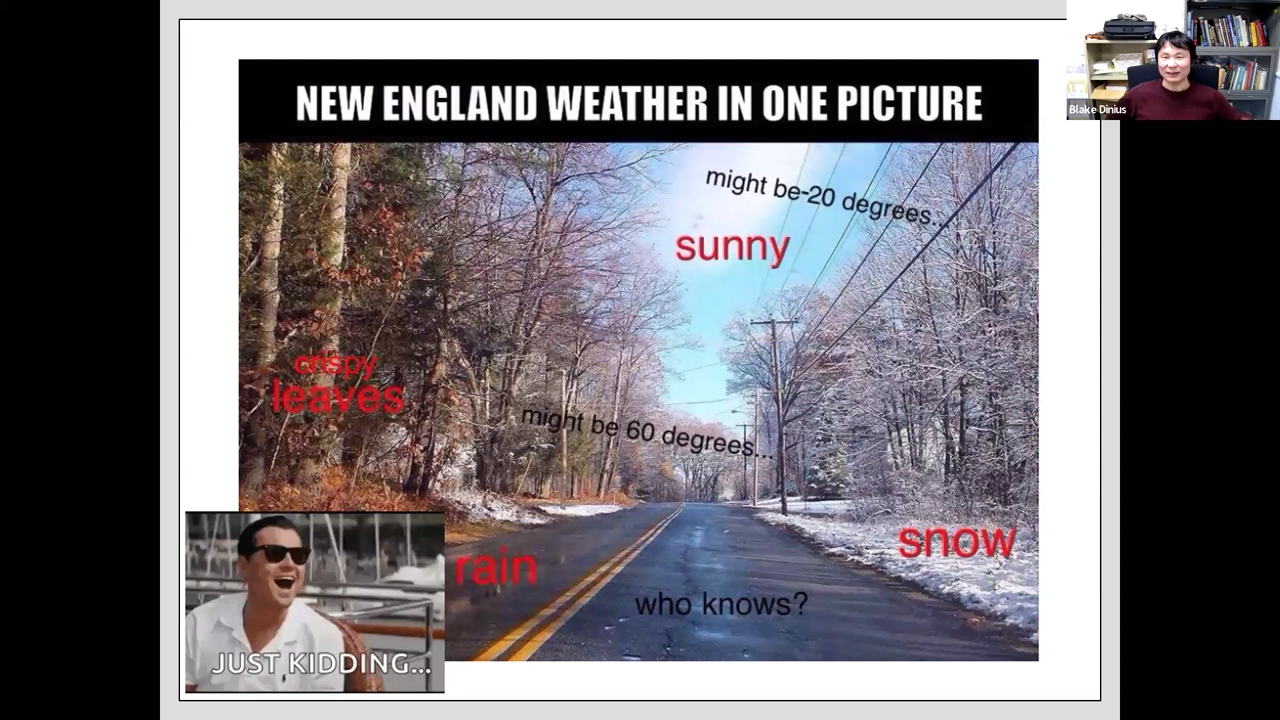 NEW ENGLAND WEATHER IN ONE PICTURE
Blake Dinius
might be-20 degrees...
sunny
crispy
leaves
might be 60 degrees...
snow
rain
who knows?
JUST KIDDING...